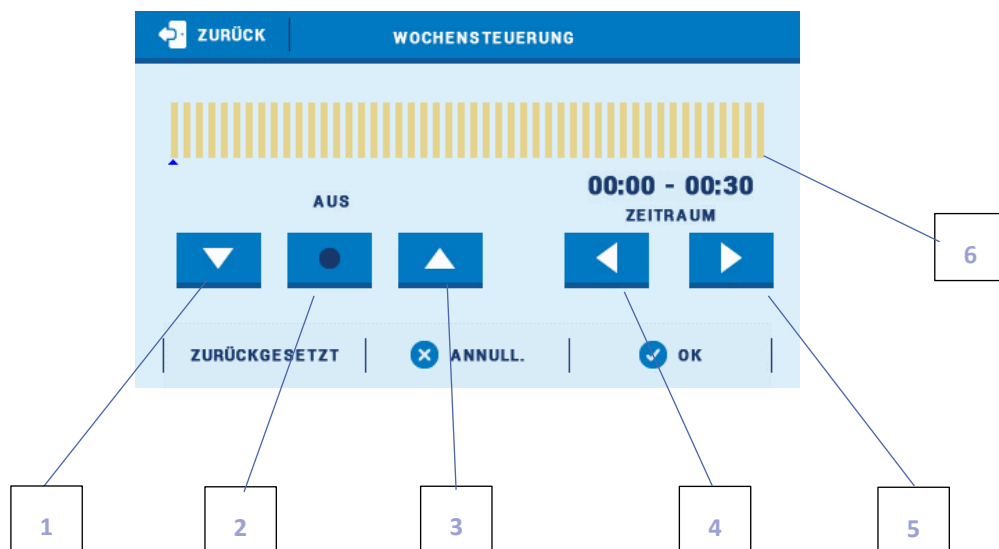 ZURÜCK
WOCHENSTEUERUNG
AUS
00:00 - 00:30
ZEITRAUM
6
ZURÜCKGESETZT
ANNULL.
OK
1
2
3
4
5